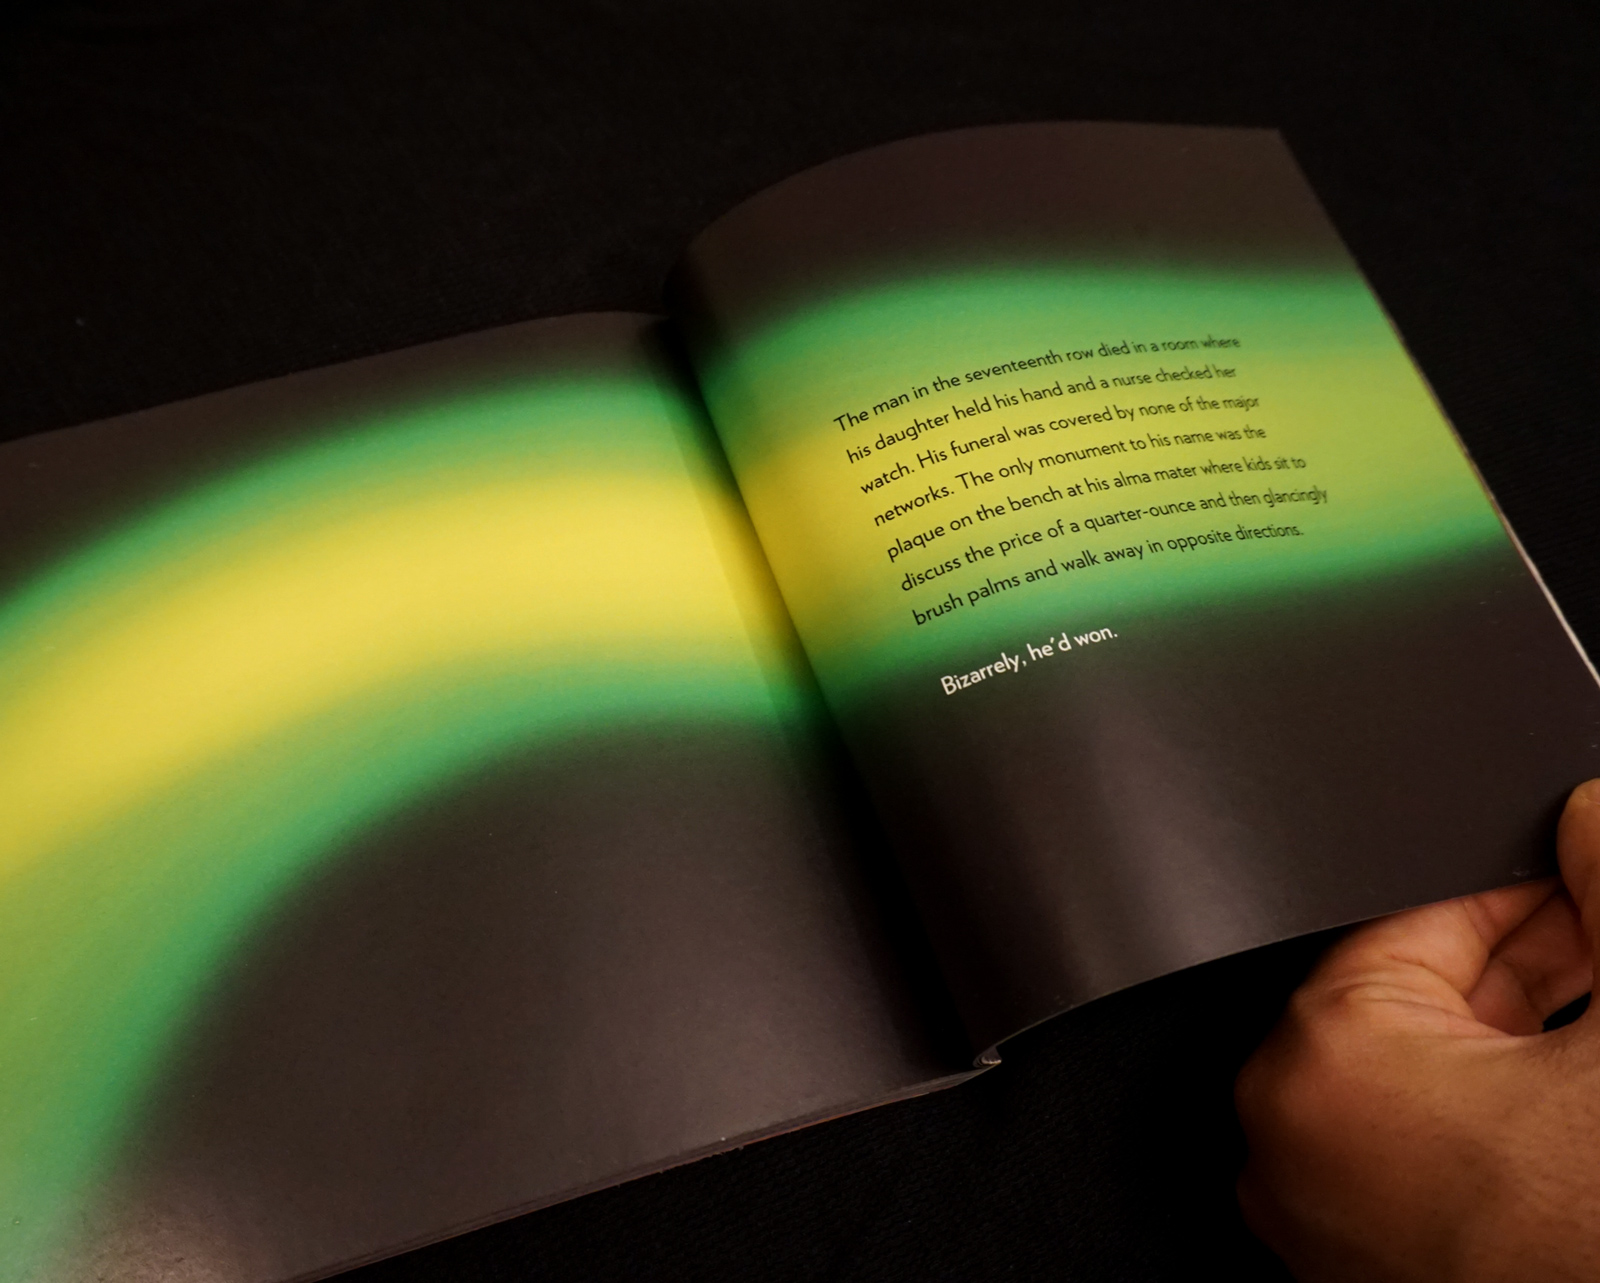 The man in the seventeenth row died in a room where
his daughter held his hand and a nurse checked her
watch. His funeral was covered by none of the major
networks. The only monument to his name was the
plaque on the bench at his alma mater where kids sit to
discuss the price of a quarter-ounce and then glancingly
brush palms and walk away in opposite directions.
Bizarrely, he'd won.